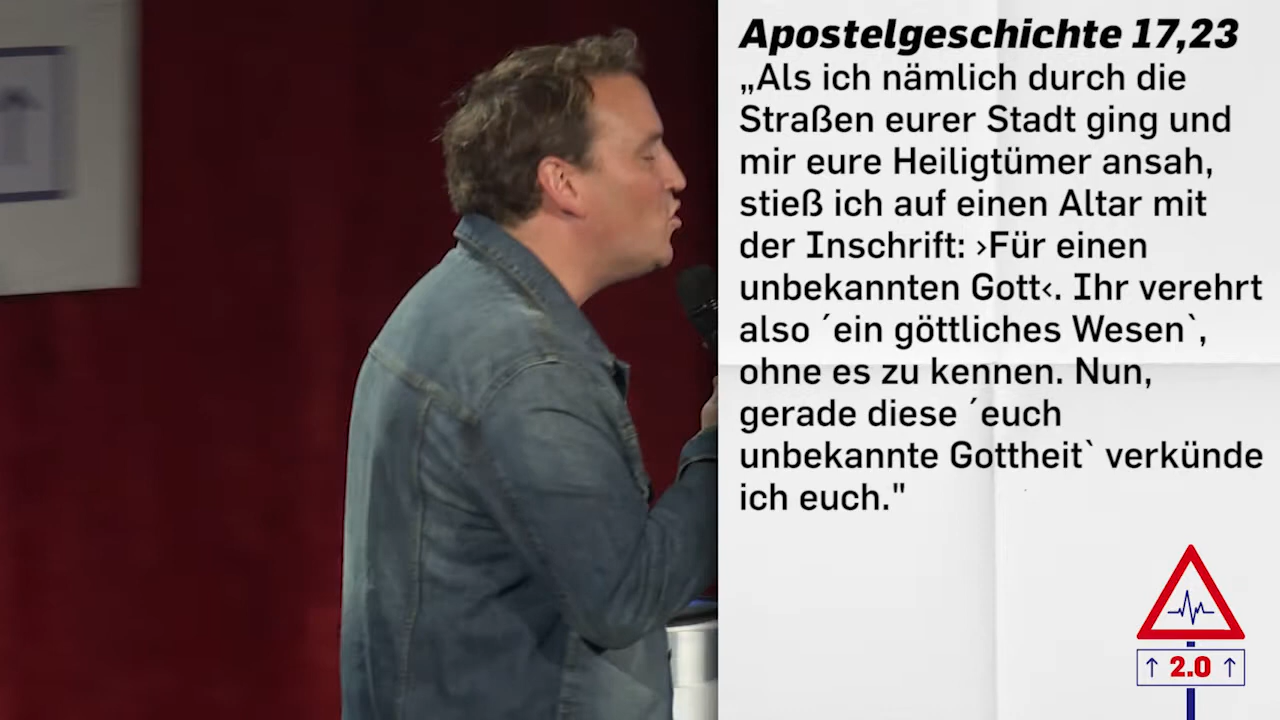 Apostelgeschichte 17,23
„Als ich nämlich durch die
Straßen eurer Stadt ging und
mir eure Heiligtümer ansah,
stieß ich auf einen Altar mit
der Inschrift: ›Für einen
unbekannten Gott‹. Ihr verehrt
also ´ein göttliches Wesen`,
ohne es zu kennen. Nun,
gerade diese ´euch
unbekannte Gottheit` verkünde
ich euch."
↑ 2.0 ↑